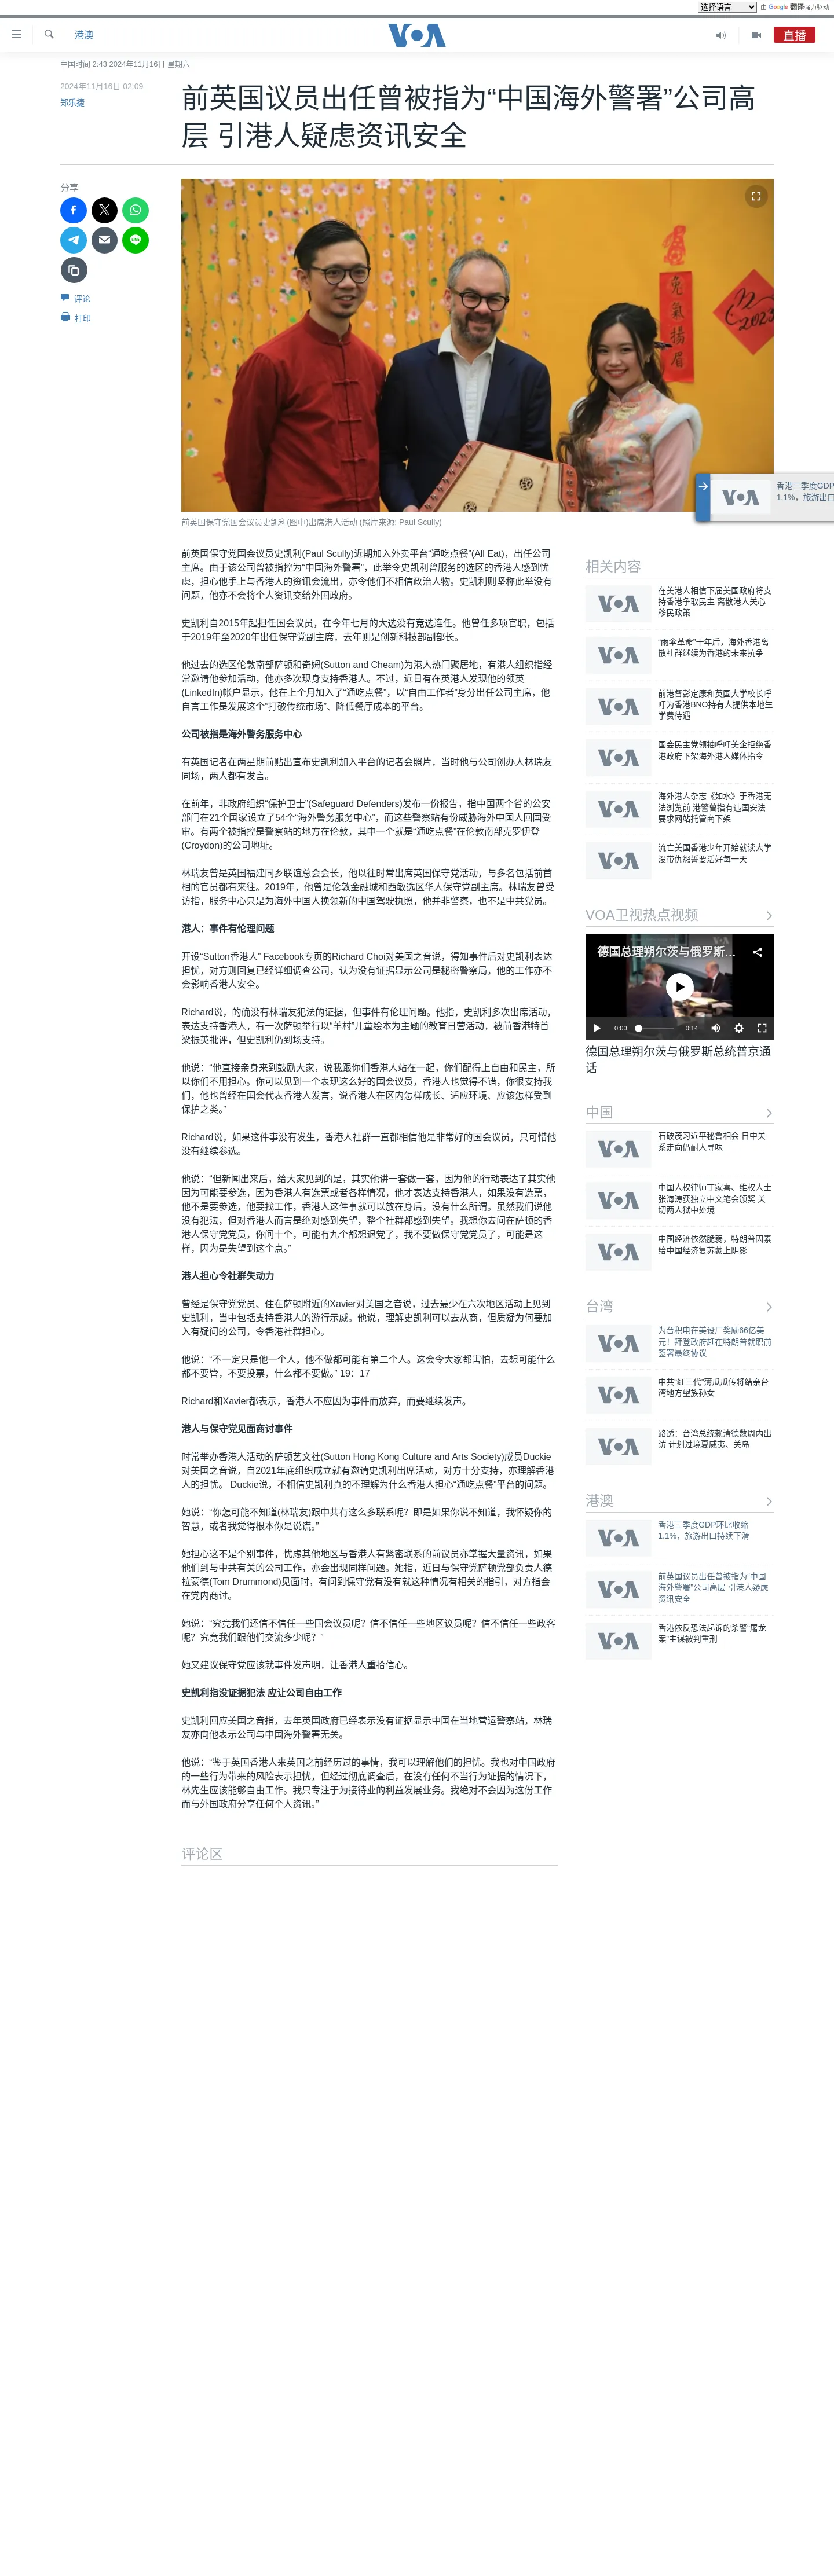 选择语言 由 Google 翻译强力驱动
港澳
VOA
直播
中国时间 2:43 2024年11月16日 星期六
2024年11月16日 02:09
郑乐捷
前英国议员出任曾被指为“中国海外警署”公司高
层 引港人疑虑资讯安全
分享
评论
打印
免氣揚眉
2023
前英国保守党国会议员史凯利(图中)出席港人活动 (照片来源: Paul Scully)
VOA
香港三季度GDP
1.1%，旅游出口
前英国保守党国会议员史凯利(Paul Scully)近期加入外卖平台“通吃点餐”(All Eat)，出任公司
主席。由于该公司曾被指控为“中国海外警署”，此举令史凯利曾服务的选区的香港人感到忧
虑，担心他手上与香港人的资讯会流出，亦令他们不相信政治人物。史凯利则坚称此举没有
问题，他亦不会将个人资讯交给外国政府。
史凯利自2015年起担任国会议员，在今年七月的大选没有竞选连任。他曾任多项官职，包括
于2019年至2020年出任保守党副主席，去年则是创新科技部副部长。
他过去的选区伦敦南部萨顿和奇姆(Sutton and Cheam)为港人热门聚居地，有港人组织指经
常邀请他参加活动，他亦多次现身支持香港人。不过，近日有在英港人发现他的领英
(LinkedIn)帐户显示，他在上个月加入了“通吃点餐”，以“自由工作者”身分出任公司主席，他
自言工作是发展这个“打破传统市场”、降低餐厅成本的平台。
公司被指是海外警务服务中心
有英国记者在两星期前贴出宣布史凯利加入平台的记者会照片，当时他与公司创办人林瑞友
同场，两人都有发言。
在前年，非政府组织“保护卫士”(Safeguard Defenders)发布一份报告，指中国两个省的公安
部门在21个国家设立了54个“海外警务服务中心”，而这些警察站有份威胁海外中国人回国受
审。有两个被指控是警察站的地方在伦敦，其中一个就是“通吃点餐”在伦敦南部克罗伊登
(Croydon)的公司地址。
林瑞友曾是英国福建同乡联谊总会会长，他以往时常出席英国保守党活动，与多名包括前首
相的官员都有来往。2019年，他曾是伦敦金融城和西敏选区华人保守党副主席。林瑞友曾受
访指，服务中心只是为海外中国人换领新的中国驾驶执照，他并非警察，也不是中共党员。
港人：事件有伦理问题
开设“Sutton香港人” Facebook专页的Richard Choi对美国之音说，得知事件后对史凯利表达
担忧，对方则回复已经详细调查公司，认为没有证据显示公司是秘密警察局，他的工作亦不
会影响香港人安全。
Richard说，的确没有林瑞友犯法的证据，但事件有伦理问题。他指，史凯利多次出席活动，
表达支持香港人，有一次萨顿举行以“羊村”儿童绘本为主题的教育日营活动，被前香港特首
梁振英批评，但史凯利仍到场支持。
他说：“他直接亲身来到鼓励大家，说我跟你们香港人站在一起，你们配得上自由和民主，所
以你们不用担心。你可以见到一个表现这么好的国会议员，香港人也觉得不错，你很支持我
们，他也曾经在国会代表香港人发言，说香港人在区内怎样成长、适应环境、应该怎样受到
保护之类。”
Richard说，如果这件事没有发生，香港人社群一直都相信他是非常好的国会议员，只可惜他
没有继续参选。
他说：“但新闻出来后，给大家见到的是，其实他讲一套做一套，因为他的行动表达了其实他
因为可能要参选，因为香港人有选票或者各样情况，他才表达支持香港人，如果没有选票，
他不是要参选，他要找工作，香港人这件事就可以放在身后，没有什么所谓。虽然我们说他
没有犯法，但对香港人而言是绝对感到失望，整个社群都感到失望。我想你去问在萨顿的香
港人保守党党员，你问十个，可能有九个都想退党了，我不要做保守党党员了，可能是这
样，因为是失望到这个点。”
港人担心令社群失动力
曾经是保守党党员、住在萨顿附近的Xavier对美国之音说，过去最少在六次地区活动上见到
史凯利，当中包括支持香港人的游行示威。他说，理解史凯利可以去从商，但质疑为何要加
入有疑问的公司，令香港社群担心。
他说：“不一定只是他一个人，他不做都可能有第二个人。这会令大家都害怕，去想可能什么
都不要管，不要投票，什么都不要做。” 19：17
Richard和Xavier都表示，香港人不应因为事件而放弃，而要继续发声。
港人与保守党见面商讨事件
时常举办香港人活动的萨顿艺文社(Sutton Hong Kong Culture and Arts Society)成员Duckie
对美国之音说，自2021年底组织成立就有邀请史凯利出席活动，对方十分支持，亦理解香港
人的担忧。 Duckie说，不相信史凯利真的不理解为什么香港人担心“通吃点餐”平台的问题。
她说：“你怎可能不知道(林瑞友)跟中共有这么多联系呢？即是如果你说不知道，我怀疑你的
智慧，或者我觉得根本你是说谎。”
她担心这不是个别事件，忧虑其他地区与香港人有紧密联系的前议员亦掌握大量资讯，如果
他们到与中共有关的公司工作，亦会出现同样问题。她指，近日与保守党萨顿党部负责人德
拉蒙德(Tom Drummond)见面时，有问到保守党有没有就这种情况有相关的指引，对方指会
在党内商讨。
她说：“究竟我们还信不信任一些国会议员呢？信不信任一些地区议员呢？信不信任一些政客
呢？究竟我们跟他们交流多少呢？”
她又建议保守党应该就事件发声明，让香港人重拾信心。
史凯利指没证据犯法 应让公司自由工作
史凯利回应美国之音指，去年英国政府已经表示没有证据显示中国在当地营运警察站，林瑞
友亦向他表示公司与中国海外警署无关。
他说：“鉴于英国香港人来英国之前经历过的事情，我可以理解他们的担忧。我也对中国政府
的一些行为带来的风险表示担忧，但经过彻底调查后，在没有任何不当行为证据的情况下，
林先生应该能够自由工作。我只专注于为接待业的利益发展业务。我绝对不会因为这份工作
而与外国政府分享任何个人资讯。”
评论区
相关内容
VOA
在美港人相信下届美国政府将支
持香港争取民主 离散港人关心
移民政策
VOA
“雨伞革命”十年后，海外香港离
散社群继续为香港的未来抗争
VOA
前港督彭定康和英国大学校长呼
吁为香港BNO持有人提供本地生
学费待遇
VOA
国会民主党领袖呼吁美企拒绝香
港政府下架海外港人媒体指令
VOA
海外港人杂志《如水》于香港无
法浏览前 港警曾指有违国安法
要求网站托管商下架
VOA
流亡美国香港少年开始就读大学
没带仇怨誓要活好每一天
VOA卫视热点视频
德国总理朔尔茨与俄罗斯...
0:00 0:14
德国总理朔尔茨与俄罗斯总统普京通
话
中国
VOA
石破茂习近平秘鲁相会 日中关
系走向仍耐人寻味
VOA
中国人权律师丁家喜、维权人士
张海涛获独立中文笔会颁奖 关
切两人狱中处境
VOA
中国经济依然脆弱，特朗普因素
给中国经济复苏蒙上阴影
台湾
VOA
为台积电在美设厂奖励66亿美
元！拜登政府赶在特朗普就职前
签署最终协议
VOA
中共“红三代”薄瓜瓜传将结亲台
湾地方望族孙女
VOA
路透：台湾总统赖清德数周内出
访 计划过境夏威夷、关岛
港澳
VOA
香港三季度GDP环比收缩
1.1%，旅游出口持续下滑
VOA
前英国议员出任曾被指为“中国
海外警署”公司高层 引港人疑虑
资讯安全
VOA
香港依反恐法起诉的杀警“屠龙
案”主谋被判重刑